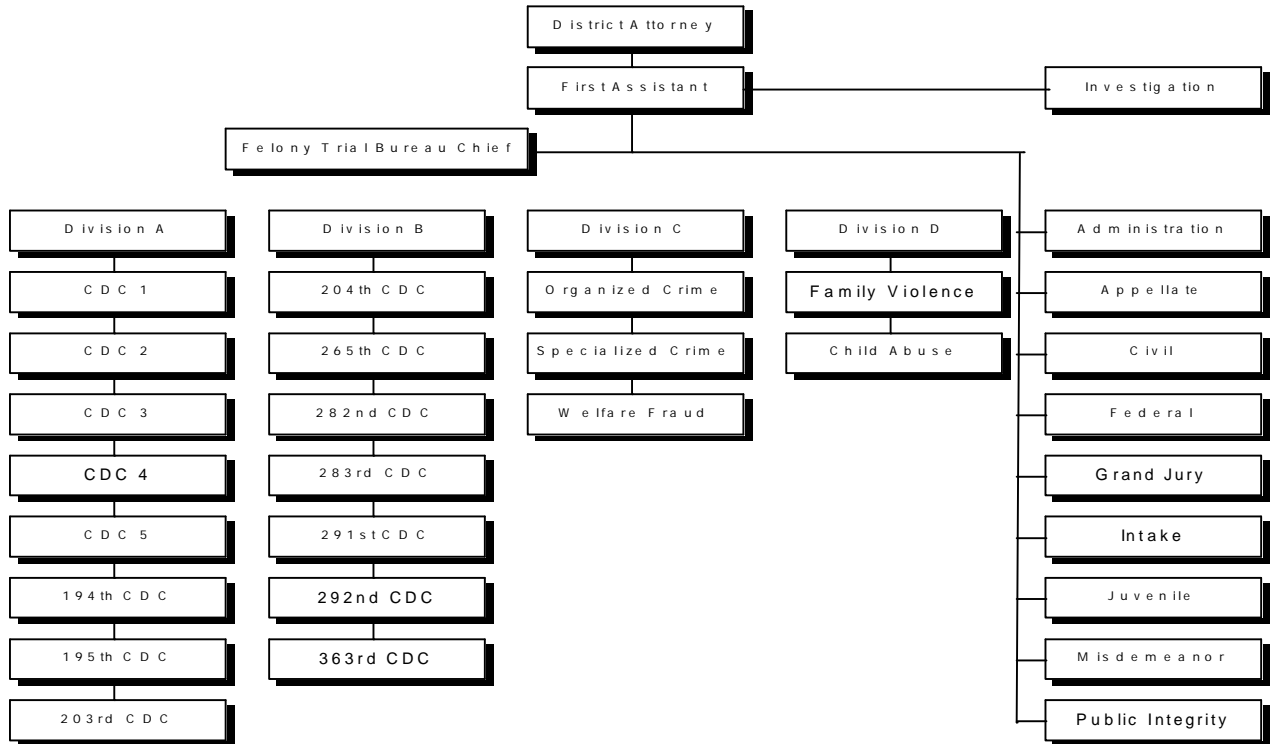 District Attorney
First Assistant
Investigation
Felony Trial Bureau Chief
Division A
Division B
Division C
Division D
Administration
CDC 1
204th CDC
Organized Crime
Family Violence
Appellate
CDC 2
265th CDC
Specialized Crime
Child Abuse
Civil
CDC 3
282nd CDC
Welfare Fraud
Federal
CDC 4
283rd CDC
Grand Jury
CDC 5
291st CDC
Intake
194th CDC
292nd CDC
Juvenile
195th CDC
363rd CDC
Misdemeanor
203rd CDC
Public Integrity